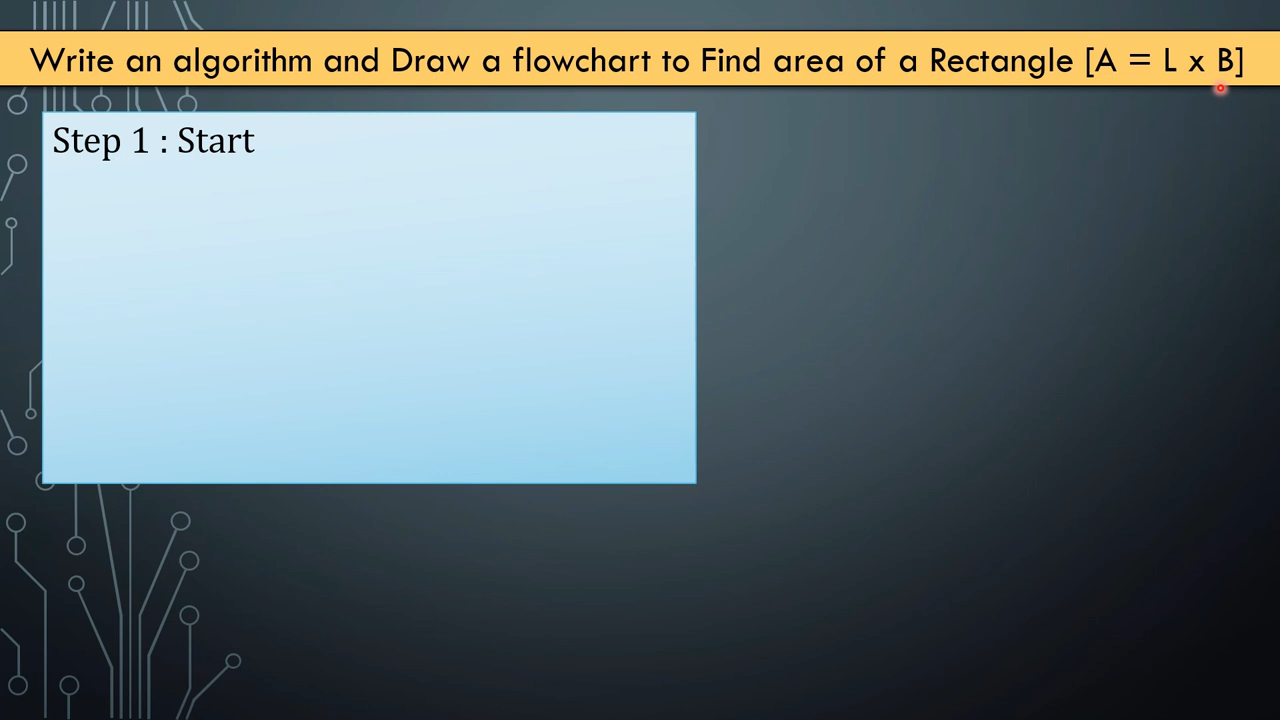 Write an algorithm and Draw a flowchart to Find area of a Rectangle [A = L x B]
Step 1 : Start